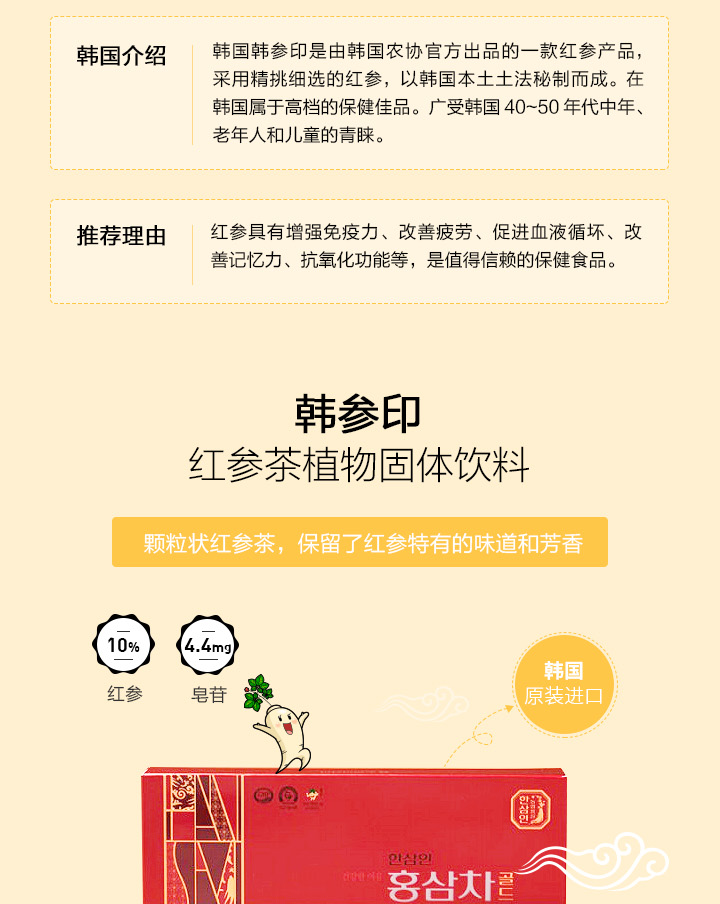 韩国介绍
韩国韩参印是由韩国农协官方出品的一款红参产品，
采用精挑细选的红参，以韩国本土土法秘制而成。在
韩国属于高档的保健佳品。广受韩国 40~50 年代中年、
老年人和儿童的青睐。
推荐理由
红参具有增强免疫力、改善疲劳、促进血液循坏、改
善记忆力、抗氧化功能等，是值得信赖的保健食品。
韩参印
红参茶植物固体饮料
颗粒状红参茶，保留了红参特有的味道和芳香
10%
红参
4.4mg
皂苷
韩国
原装进口
한삼인
한삼인
건강한 이유
홍삼차
골드